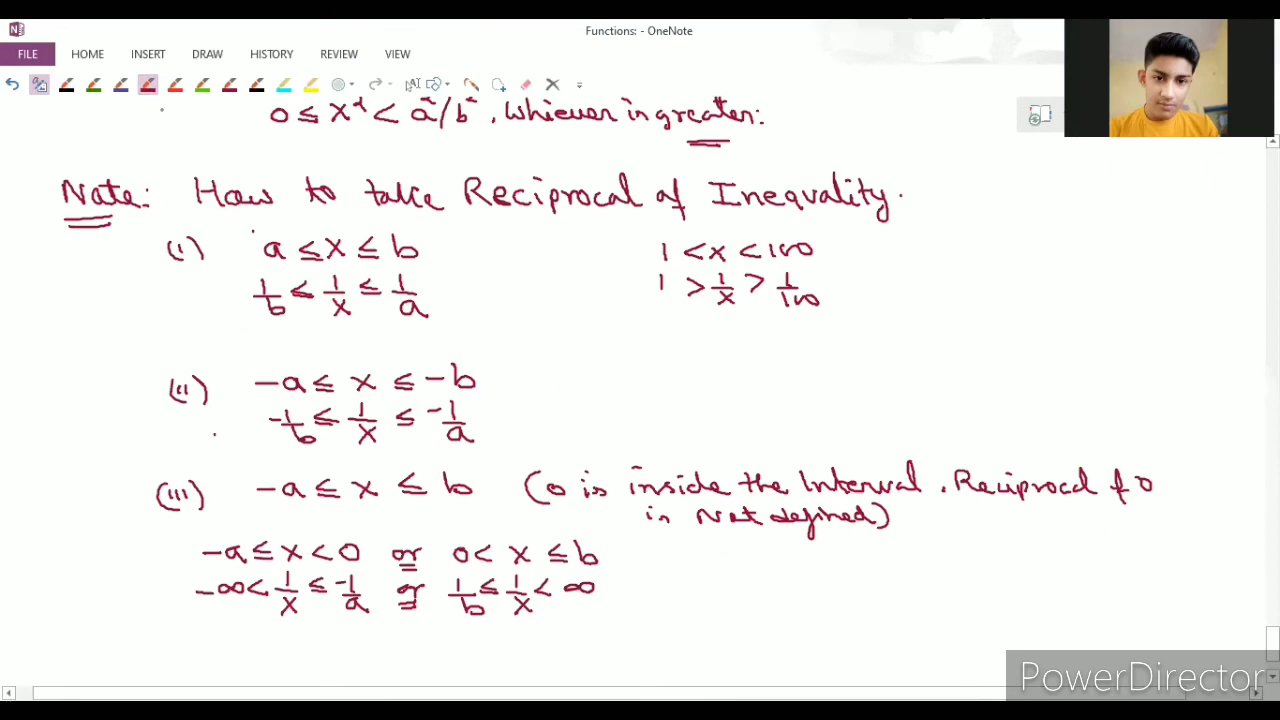 Functions: - OneNote
FILE HOME INSERT DRAW HISTORY REVIEW VIEW
0 ≤ x² < a²/b², whichever is greater:
Note: How to take Reciprocal of Inequality.
(i) a ≤ x ≤ b 1 < x < 100
1/b ≤ 1/x ≤ 1/a 1 > 1/x > 1/100
(ii) -a ≤ x ≤ -b
-1/b ≤ 1/x ≤ -1/a
(iii) -a ≤ x ≤ b (0 is inside the Interval. Reciprocal of 0
is Not defined)
-a ≤ x < 0 or 0 < x ≤ b
-∞ < 1/x ≤ -1/a or 1/b ≤ 1/x < ∞
PowerDirector